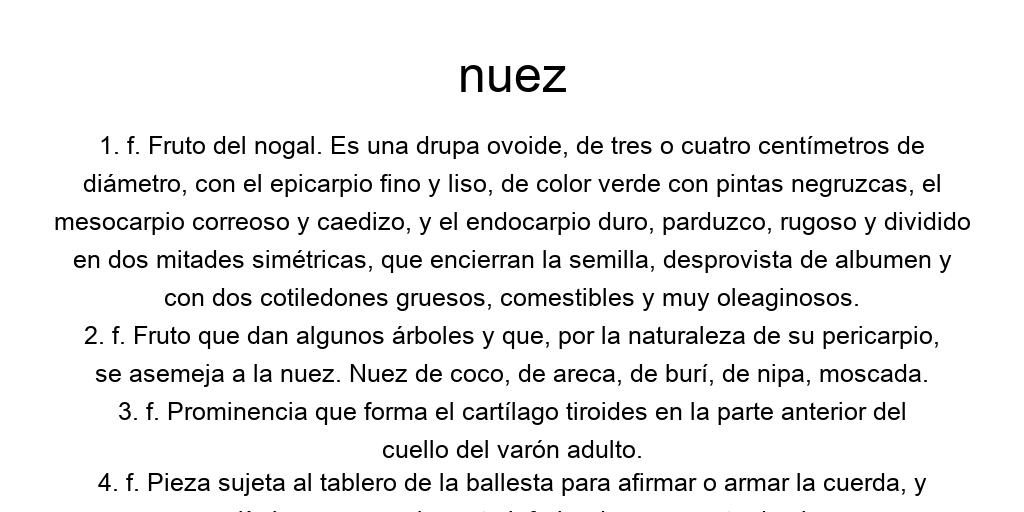 nuez
1. f. Fruto del nogal. Es una drupa ovoide, de tres o cuatro centímetros de
diámetro, con el epicarpio fino y liso, de color verde con pintas negruzcas, el
mesocarpio correoso y caedizo, y el endocarpio duro, parduzco, rugoso y dividido
en dos mitades simétricas, que encierran la semilla, desprovista de albumen y
con dos cotiledones gruesos, comestibles y muy oleaginosos.
2. f. Fruto que dan algunos árboles y que, por la naturaleza de su pericarpio,
se asemeja a la nuez. Nuez de coco, de areca, de burí, de nipa, moscada.
3. f. Prominencia que forma el cartílago tiroides en la parte anterior del
cuello del varón adulto.
4. f. Pieza sujeta al tablero de la ballesta para afirmar o armar la cuerda, y